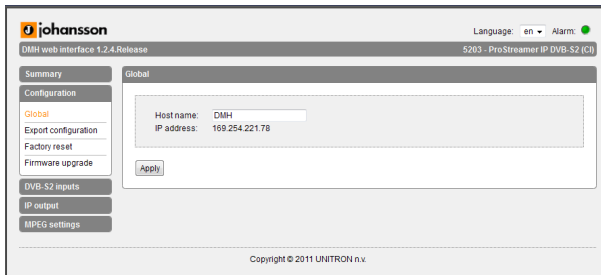 johansson
Language: en Alarm:
DMH web interface 1.2.4.Release 5203 - ProStreamer IP DVB-S2 (CI)
Summary
Configuration
Global
Export configuration
Factory reset
Firmware upgrade
DVB-S2 inputs
IP output
MPEG settings
Global
Host name: DMH
IP address: 169.254.221.78
Apply
Copyright © 2011 UNITRON n.v.